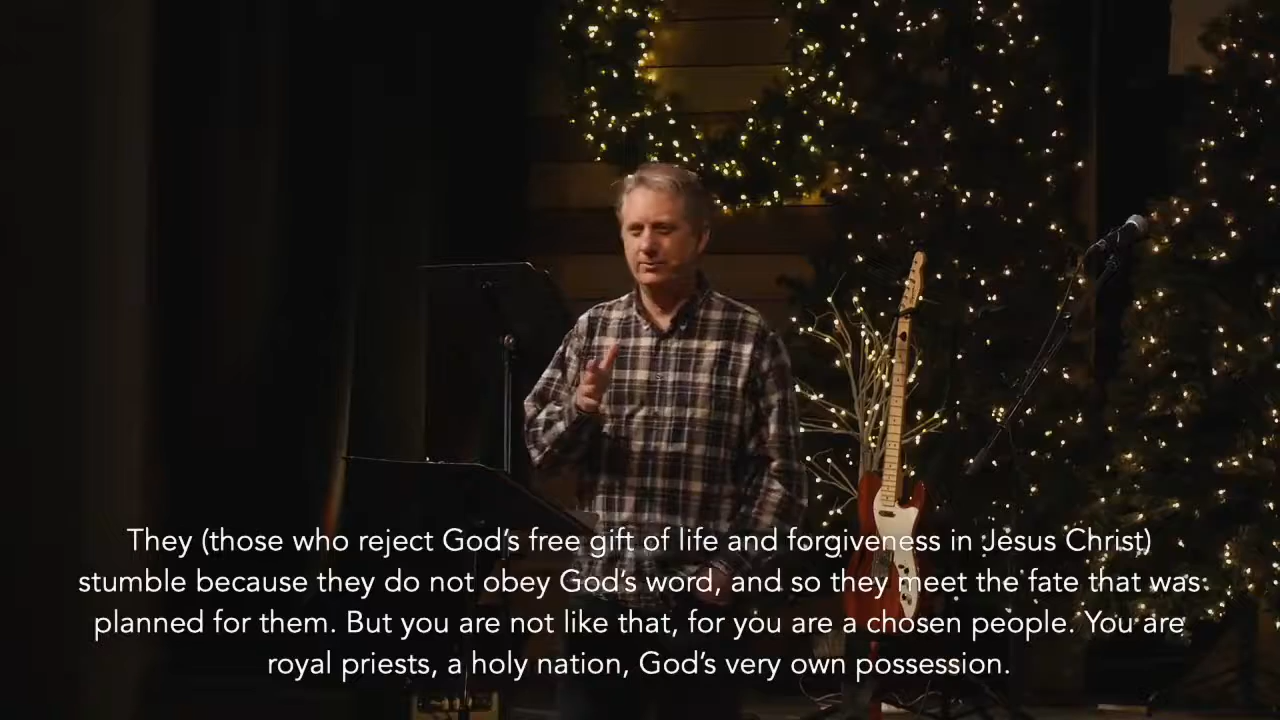 They (those who reject God's free gift of life and forgiveness in Jesus Christ)
stumble because they do not obey God's word, and so they meet the fate that was
planned for them. But you are not like that, for you are a chosen people. You are
royal priests, a holy nation, God's very own possession.